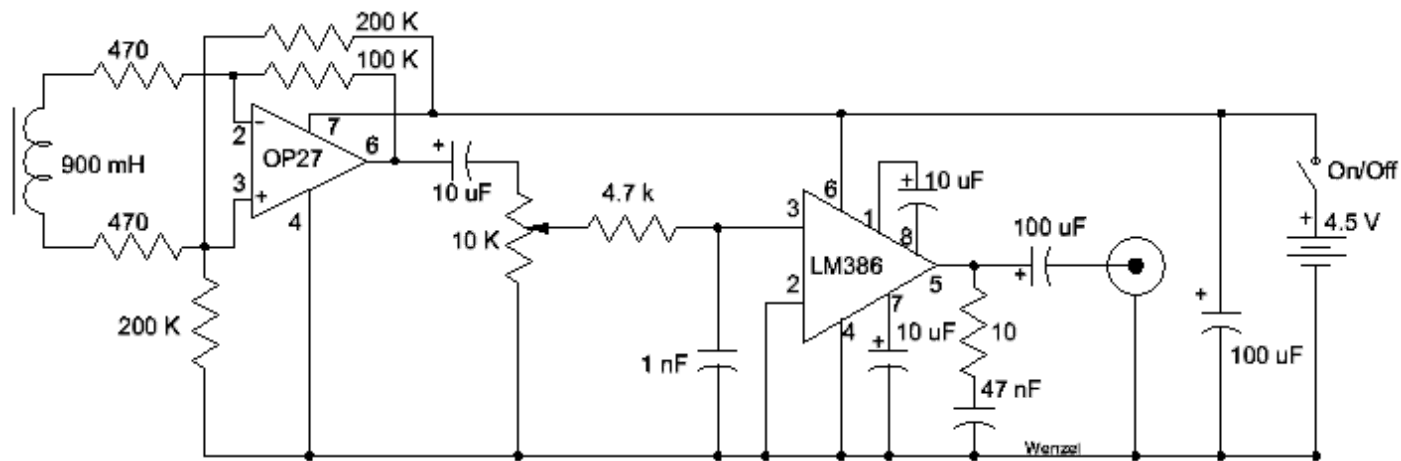 200 K
470
100 K
2
-
7
6
OP27
900 mH
3
+
4
470
+
10 uF
10 K
4.7 k
200 K
1 nF
3
2
6
1
+
10 uF
8
LM386
5
7
4
+
10 uF
100 uF
+
10
47 nF
On/Off
+
4.5 V
+
100 uF
Wenzel